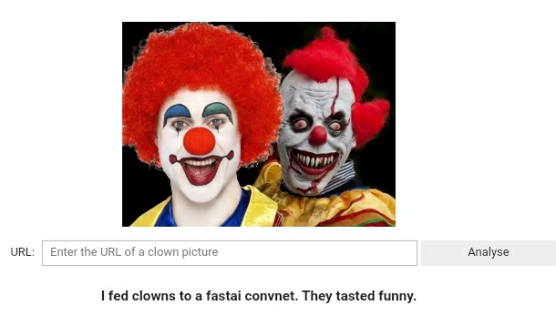 URL: Enter the URL of a clown picture Analyse
I fed clowns to a fastai convnet. They tasted funny.